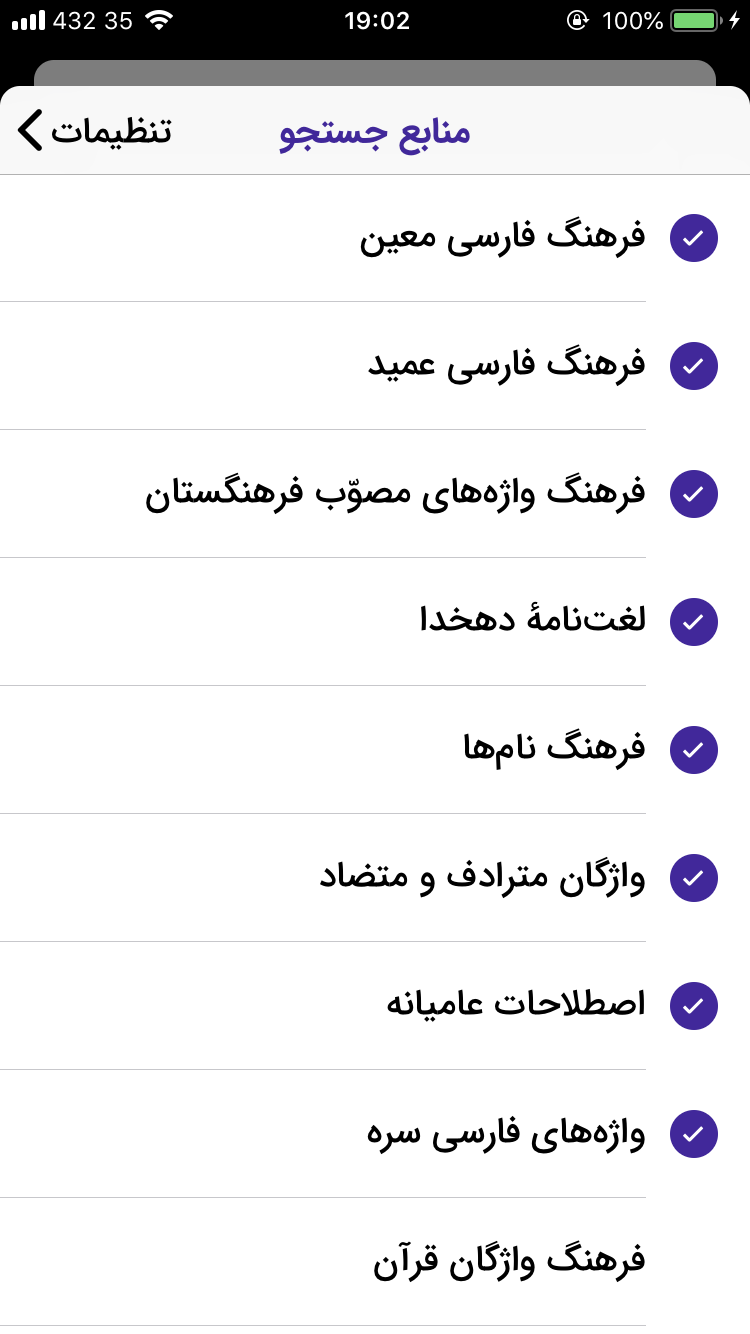 432 35 19:02 100%
تنظیمات منابع جستجو
فرهنگ فارسی معین
فرهنگ فارسی عمید
فرهنگ واژه‌های مصوّب فرهنگستان
لغت‌نامهٔ دهخدا
فرهنگ نام‌ها
واژگان مترادف و متضاد
اصطلاحات عامیانه
واژه‌های فارسی سره
فرهنگ واژگان قرآن